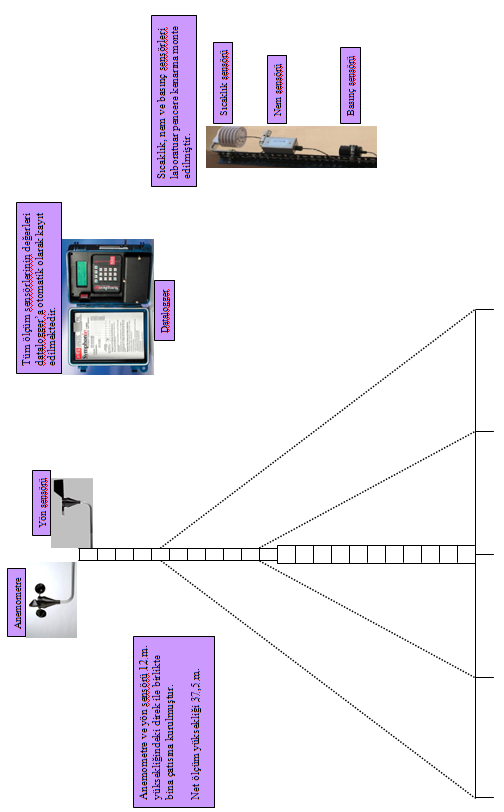 Anemometre
Yön sensörü
Anemometre ve yön sensörü 12 m.
yüksekliğindeki direk ile birlikte
bina çatısına kurulmuştur.
Net ölçüm yüksekliği 37,5 m.
Tüm ölçüm sensörlerinin değerleri
datalogger'a otomatik olarak kayıt
edilmektedir.
Symphonie
Datalogger
Sıcaklık, nem ve basınç sensörleri
laboratuar pencere kenarına monte
edilmiştir.
Sıcaklık sensörü
Nem sensörü
Basınç sensörü